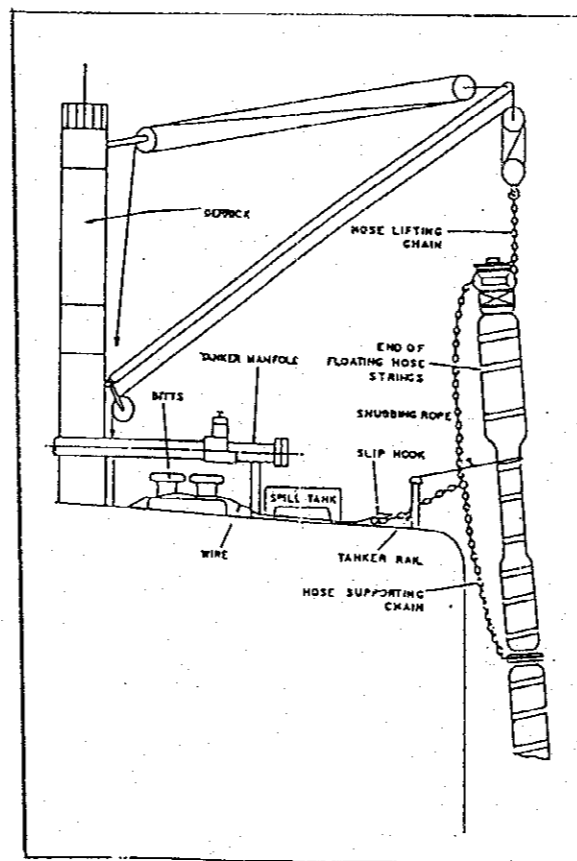 DERRICK
HOSE LIFTING
CHAIN
END OF
FLOATING HOSE
STRINGS
TANKER MANFOLE
BITTS
SNUBBING ROPE
SLIP HOOK
SPILL TANK
WIRE
TANKER RAIL
HOSE SUPPORTING
CHAIN